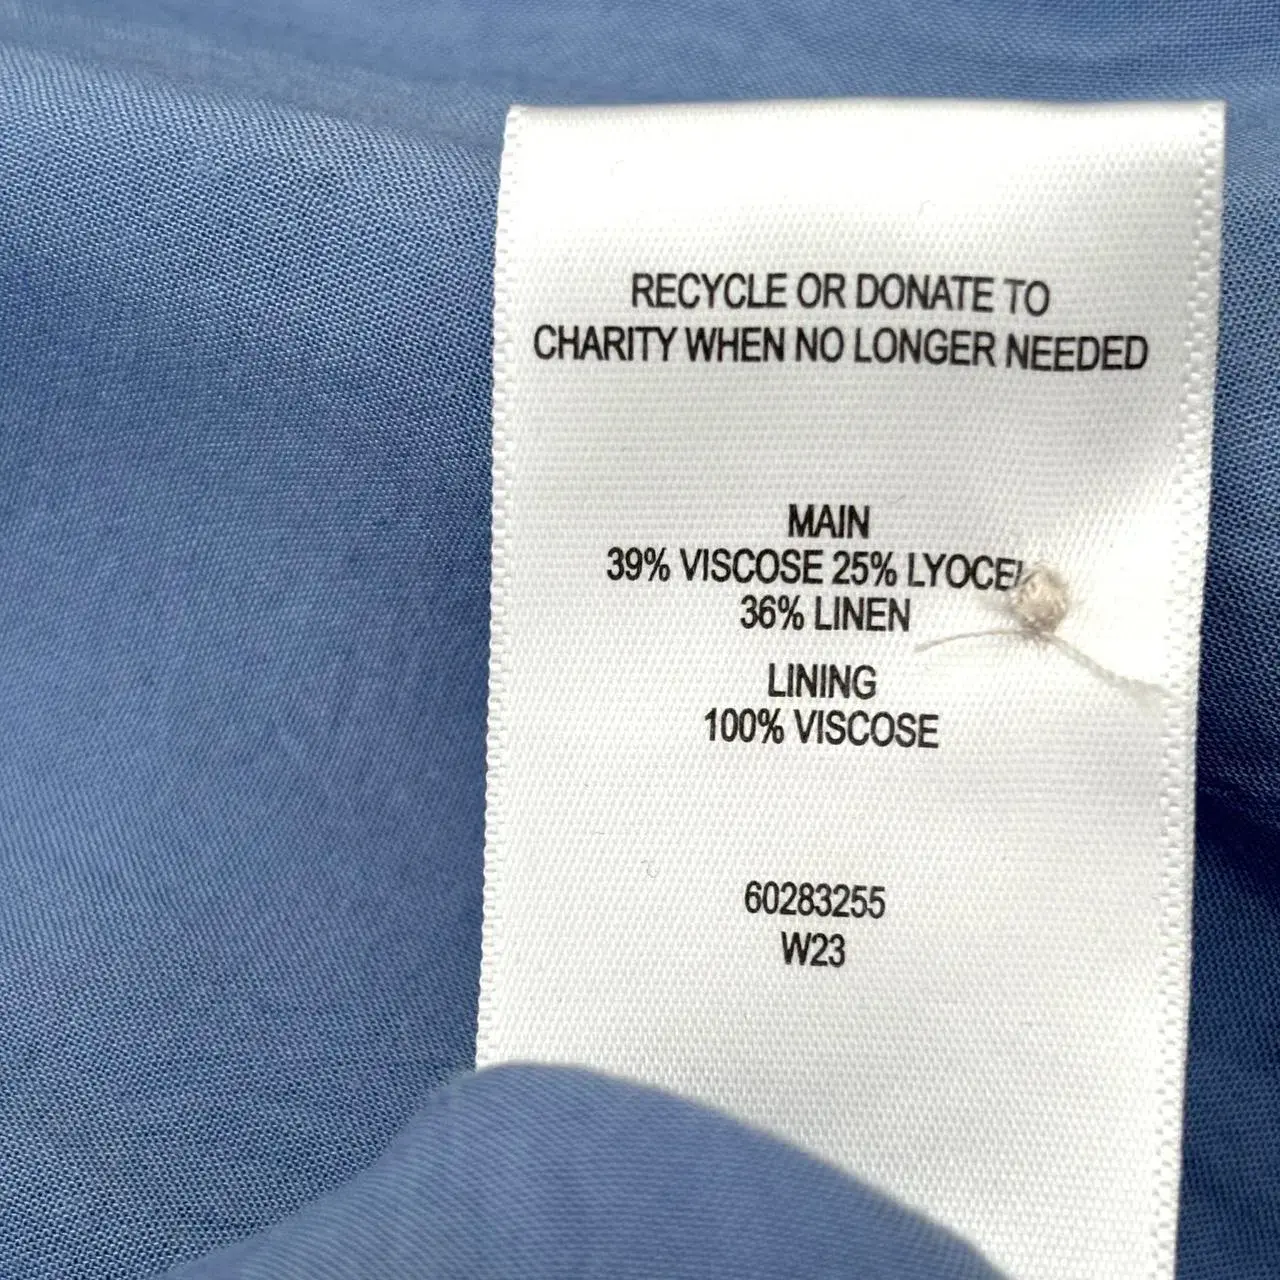 RECYCLE OR DONATE TO
CHARITY WHEN NO LONGER NEEDED
MAIN
39% VISCOSE 25% LYOCEL
36% LINEN
LINING
100% VISCOSE
60283255
W23